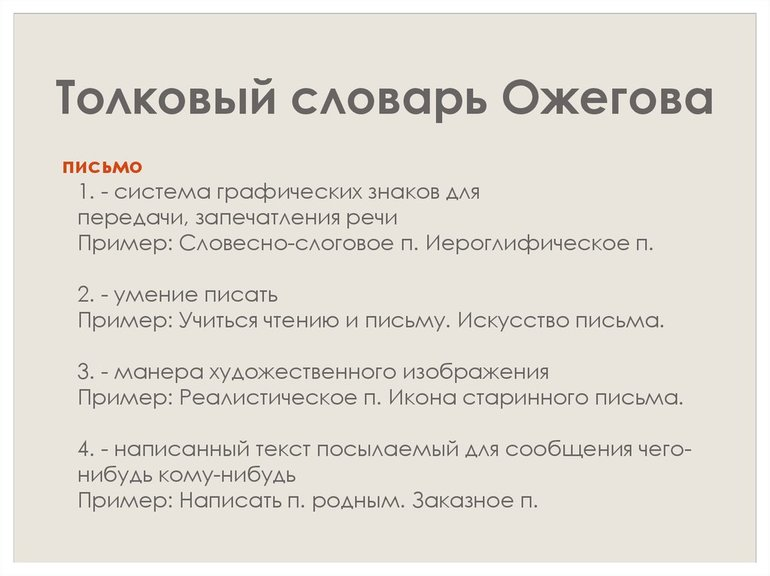 Толковый словарь Ожегова
письмо
1. - система графических знаков для
передачи, запечатления речи
Пример: Словесно-слоговое п. Иероглифическое п.
2. - умение писать
Пример: Учиться чтению и письму. Искусство письма.
3. - манера художественного изображения
Пример: Реалистическое п. Икона старинного письма.
4. - написанный текст посылаемый для сообщения чего-
нибудь кому-нибудь
Пример: Написать п. родным. Заказное п.